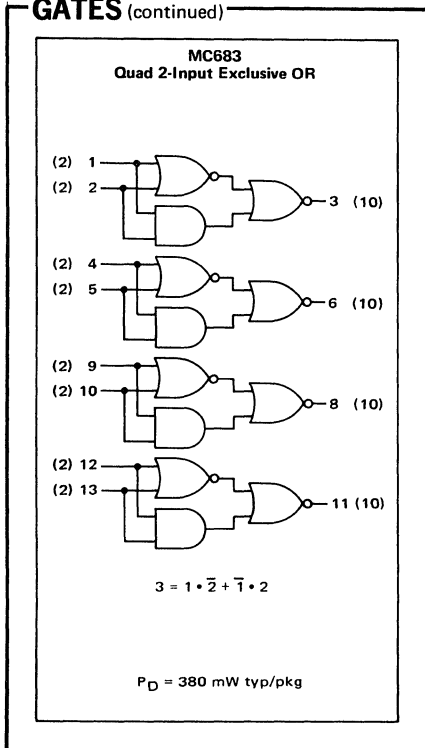 GATES (continued)
MC683
Quad 2-Input Exclusive OR
(2) 1
(2) 2
3 (10)
(2) 4
(2) 5
6 (10)
(2) 9
(2) 10
8 (10)
(2) 12
(2) 13
11 (10)
3 = 1 • 2̅ + 1̅ • 2
P_D = 380 mW typ/pkg